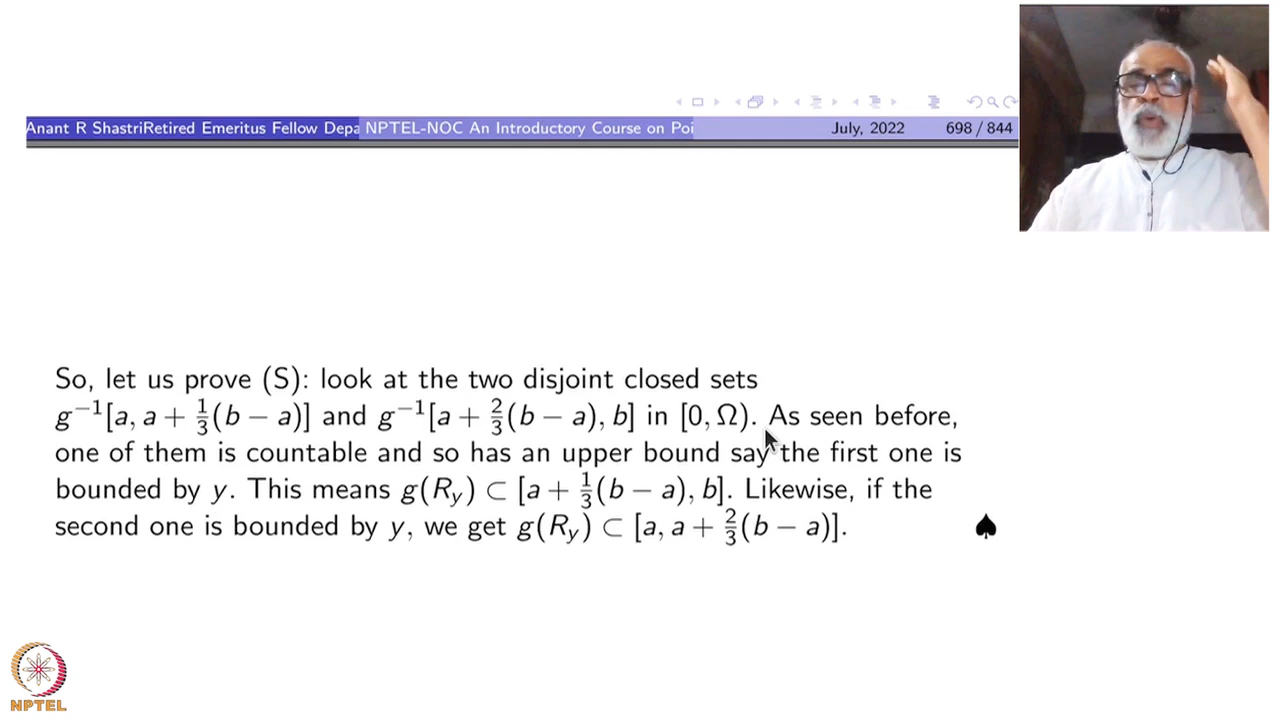 Anant R ShastriRetired Emeritus Fellow Depa NPTEL-NOC An Introductory Course on Poi July, 2022 698 / 844
So, let us prove (S): look at the two disjoint closed sets
g⁻¹[a, a + 1/3(b − a)] and g⁻¹[a + 2/3(b − a), b] in [0, Ω). As seen before,
one of them is countable and so has an upper bound say the first one is
bounded by y. This means g(R_y) ⊂ [a + 1/3(b − a), b]. Likewise, if the
second one is bounded by y, we get g(R_y) ⊂ [a, a + 2/3(b − a)]. ♠
NPTEL